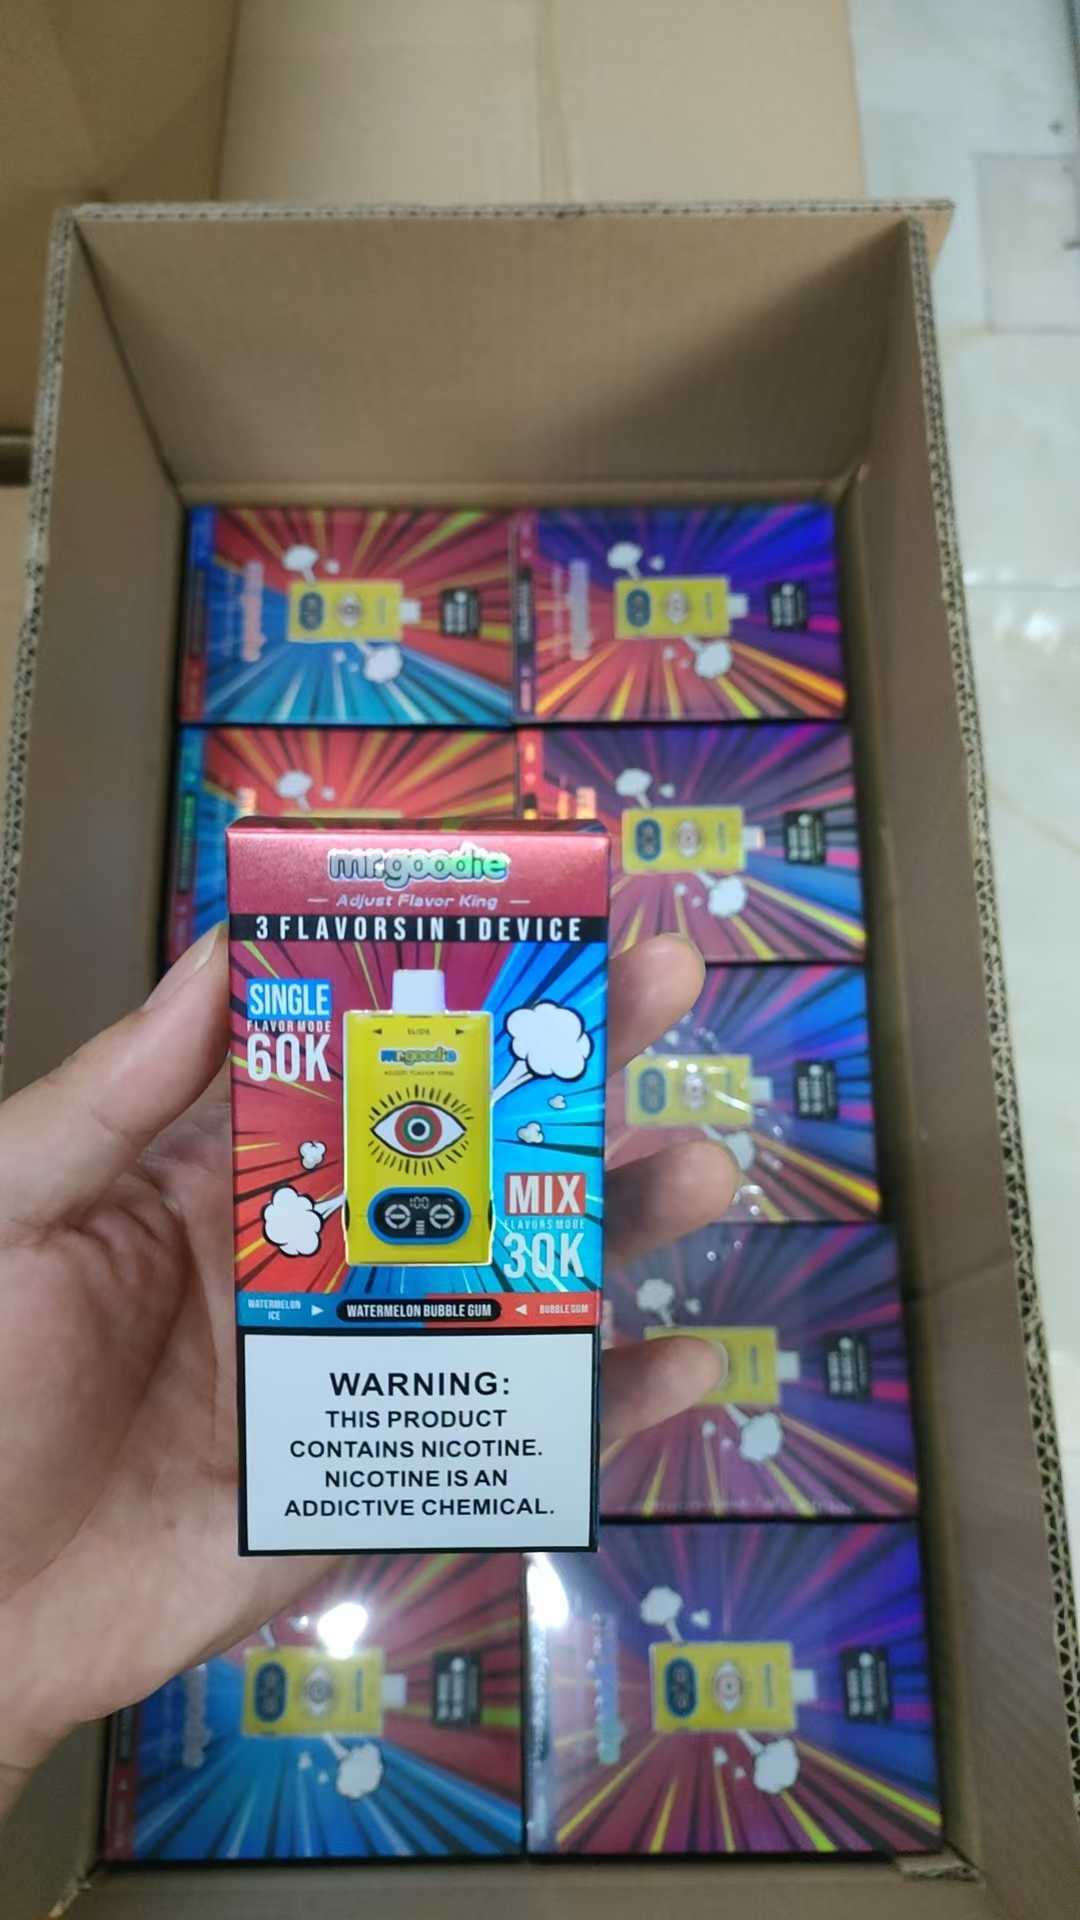 mr.goodie
Adjust Flavor King
3 FLAVORS IN 1 DEVICE
SINGLE
FLAVOR MODE
60K
SLIDE
mr.goodie
ADJUST FLAVOR KING
100
MIX
FLAVORS MODE
30K
WATERMELON
ICE
WATERMELON BUBBLE GUM
BUBBLE GUM
WARNING:
THIS PRODUCT
CONTAINS NICOTINE.
NICOTINE IS AN
ADDICTIVE CHEMICAL.